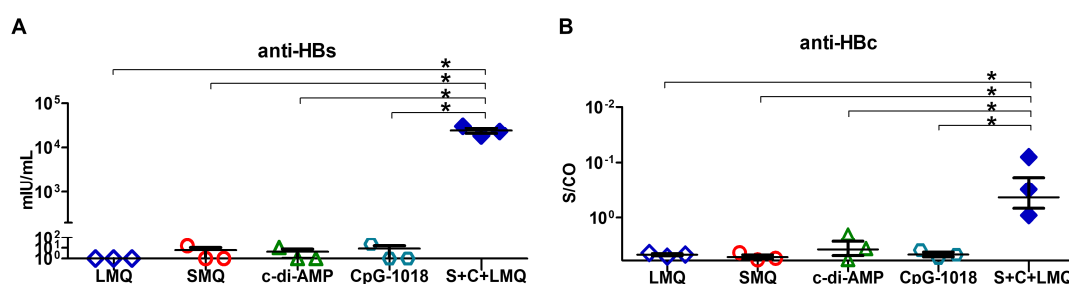 A
anti-HBs
*
*
*
*
mIU/mL
10^5
10^4
10^3
10^2
10^1
10^0
LMQ
SMQ
c-di-AMP
CpG-1018
S+C+LMQ
B
anti-HBc
*
*
*
*
S/CO
10^-2
10^-1
10^0
LMQ
SMQ
c-di-AMP
CpG-1018
S+C+LMQ